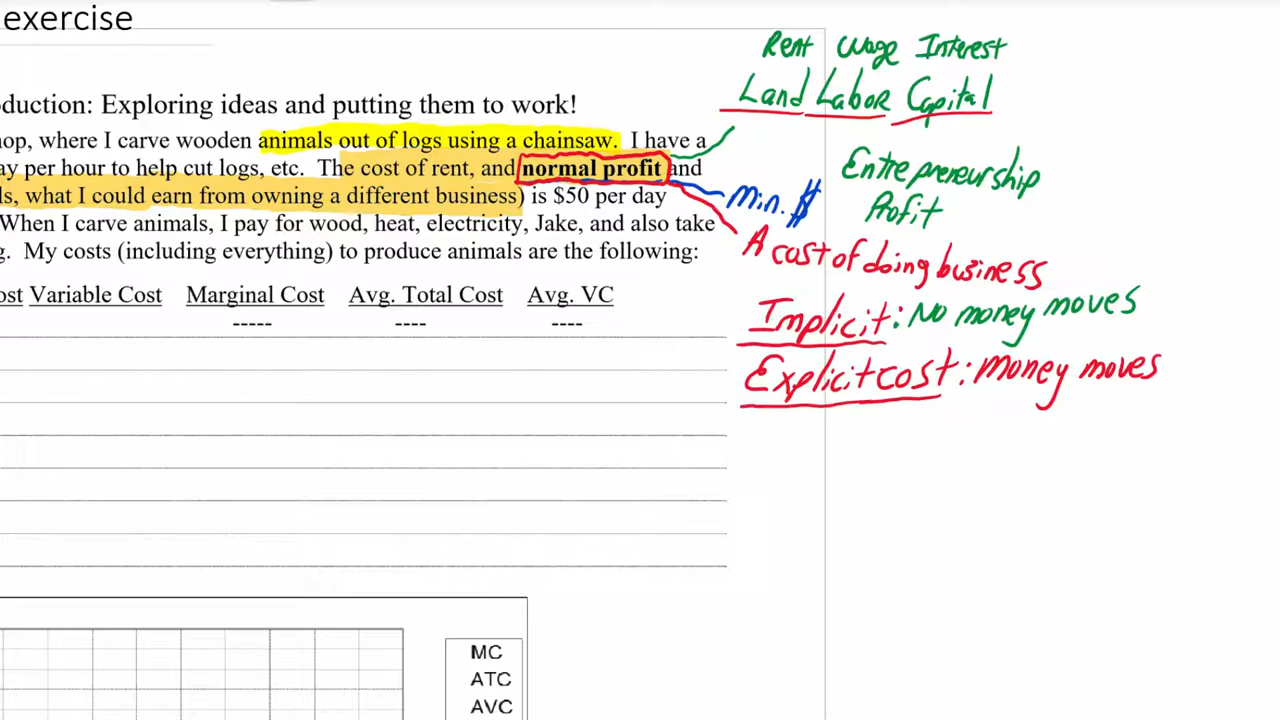 exercise
Rent Wage Interest
Land Labor Capital
oduction: Exploring ideas and putting them to work!
hop, where I carve wooden animals out of logs using a chainsaw. I have a
ay per hour to help cut logs, etc. The cost of rent, and normal profit and
ls, what I could earn from owning a different business) is $50 per day
When I carve animals, I pay for wood, heat, electricity, Jake, and also take
g. My costs (including everything) to produce animals are the following:
Entrepreneurship
Profit
Min. $
A cost of doing business
Implicit: No money moves
Explicit cost: Money moves
ost Variable Cost Marginal Cost Avg. Total Cost Avg. VC
----- ---- ----
MC
ATC
AVC